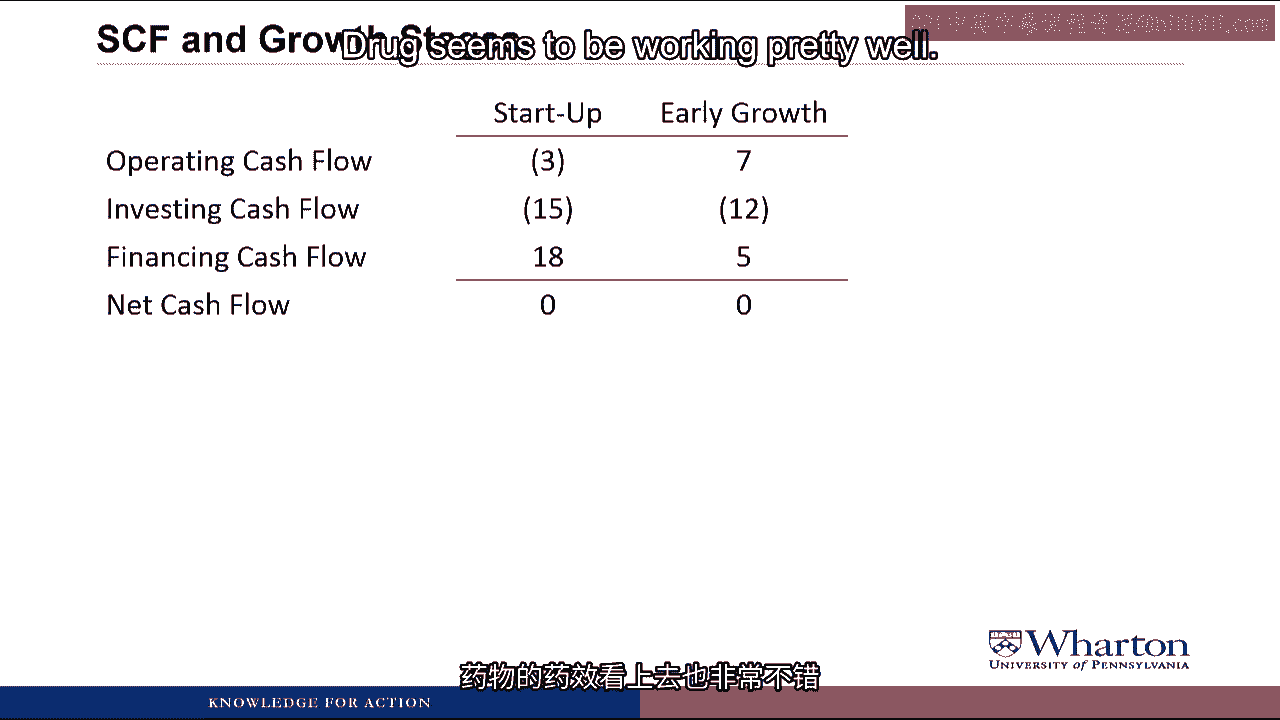 SCF and Growth Stages
Drug seems to be working pretty well.
Start-Up Early Growth
Operating Cash Flow (3) 7
Investing Cash Flow (15) (12)
Financing Cash Flow 18 5
Net Cash Flow 0 0
Wharton
UNIVERSITY of PENNSYLVANIA
药物的药效看上去也非常不错
KNOWLEDGE FOR ACTION